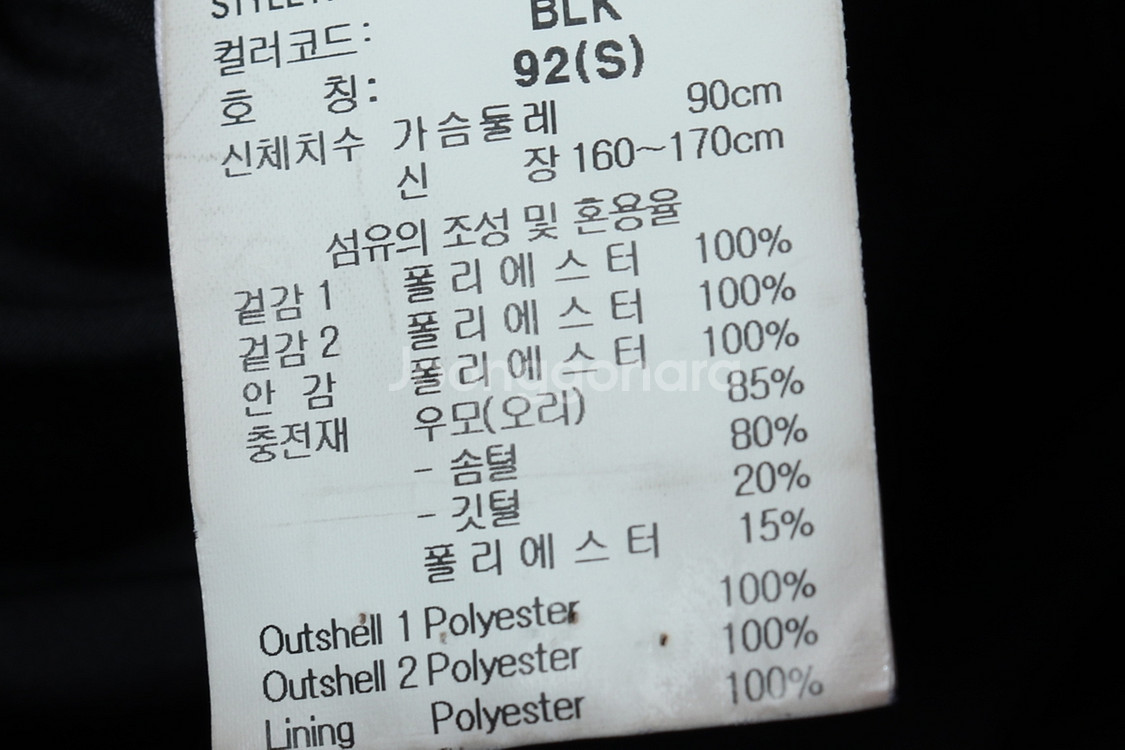 컬러코드: BLK
호 칭: 92(S)
신체치수 가슴둘레 90cm
신 장 160~170cm
섬유의 조성 및 혼용율
겉감 1 폴리에스터 100%
겉감 2 폴리에스터 100%
안 감 폴리에스터 100%
충전재 우모(오리) 85%
- 솜털 80%
- 깃털 20%
폴리에스터 15%
Outshell 1 Polyester 100%
Outshell 2 Polyester 100%
Lining Polyester 100%
Joonggonara